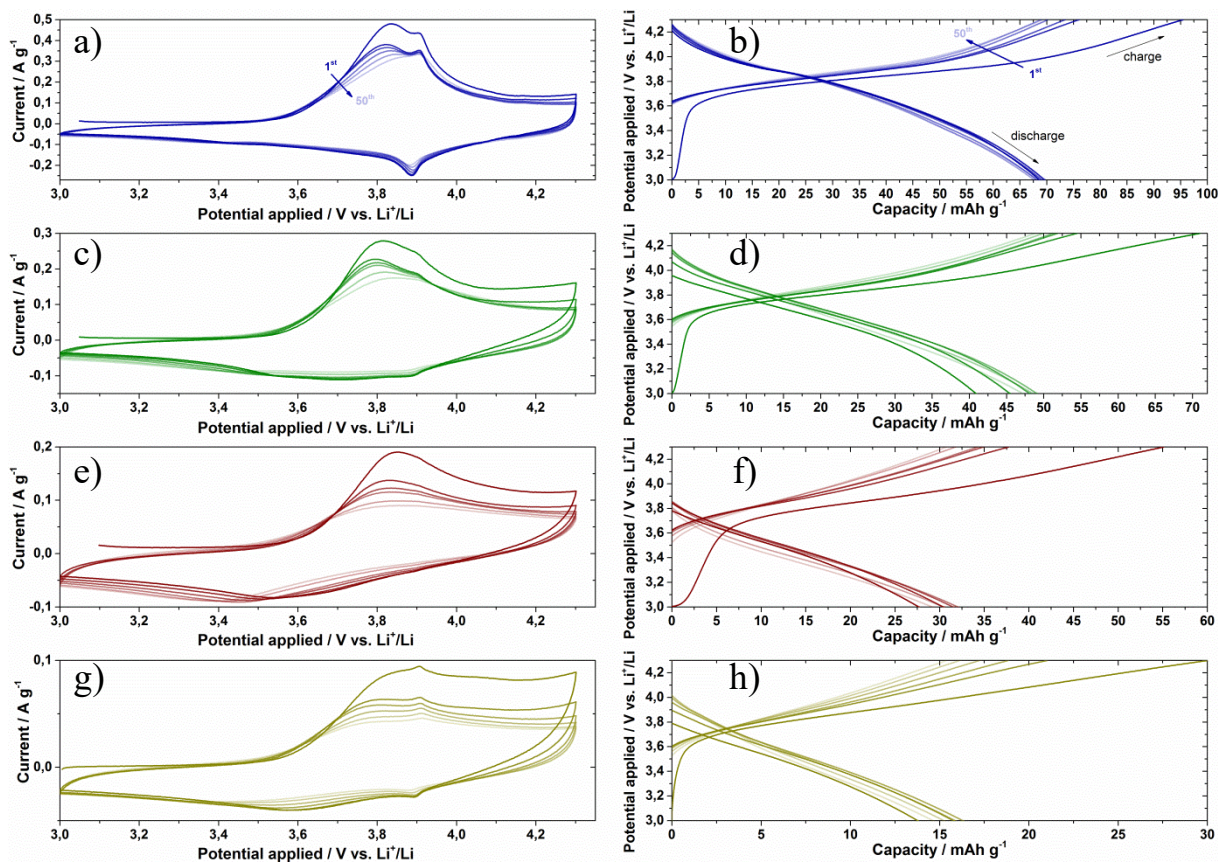 a)
Current / A g⁻¹
0,5
0,4
0,3
0,2
0,1
0,0
-0,1
-0,2
1st
50th
3,0 3,2 3,4 3,6 3,8 4,0 4,2
Potential applied / V vs. Li⁺/Li
b)
Potential applied / V vs. Li⁺/Li
4,2
4,0
3,8
3,6
3,4
3,2
3,0
50th
1st
charge
discharge
0 5 10 15 20 25 30 35 40 45 50 55 60 65 70 75 80 85 90 95 100
Capacity / mAh g⁻¹
c)
Current / A g⁻¹
0,3
0,2
0,1
0,0
-0,1
3,0 3,2 3,4 3,6 3,8 4,0 4,2
Potential applied / V vs. Li⁺/Li
d)
Potential applied / V vs. Li⁺/Li
4,2
4,0
3,8
3,6
3,4
3,2
3,0
0 5 10 15 20 25 30 35 40 45 50 55 60 65 70
Capacity / mAh g⁻¹
e)
Current / A g⁻¹
0,2
0,1
0,0
-0,1
3,0 3,2 3,4 3,6 3,8 4,0 4,2
Potential applied / V vs. Li⁺/Li
f)
Potential applied / V vs. Li⁺/Li
4,2
4,0
3,8
3,6
3,4
3,2
3,0
0 5 10 15 20 25 30 35 40 45 50 55 60
Capacity / mAh g⁻¹
g)
Current / A g⁻¹
0,1
0,0
3,0 3,2 3,4 3,6 3,8 4,0 4,2
Potential applied / V vs. Li⁺/Li
h)
Potential applied / V vs. Li⁺/Li
4,2
4,0
3,8
3,6
3,4
3,2
3,0
0 5 10 15 20 25 30
Capacity / mAh g⁻¹